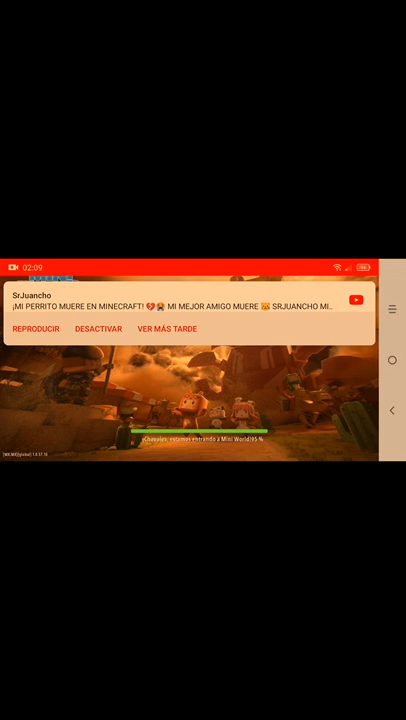 02:09
SrJuancho
¡MI PERRITO MUERE EN MINECRAFT! 💔😭 MI MEJOR AMIGO MUERE 😿 SRJUANCHO MI..
REPRODUCIR DESACTIVAR VER MÁS TARDE
¡Chavales, estamos entrando a Mini World!95 %